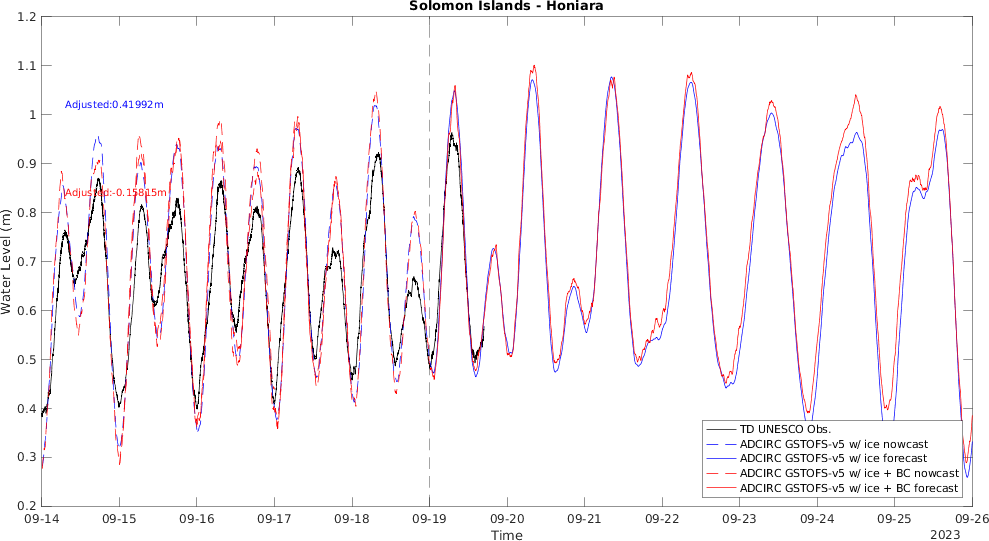 Solomon Islands - Honiara
1.2
1.1
1
0.9
0.8
0.7
0.6
0.5
0.4
0.3
0.2
Water Level (m)
Adjusted:0.41992m
Adjusted:-0.15815m
TD UNESCO Obs.
ADCIRC GSTOFS-v5 w/ ice nowcast
ADCIRC GSTOFS-v5 w/ ice forecast
ADCIRC GSTOFS-v5 w/ ice + BC nowcast
ADCIRC GSTOFS-v5 w/ ice + BC forecast
09-14 09-15 09-16 09-17 09-18 09-19 09-20 09-21 09-22 09-23 09-24 09-25 09-26
Time
2023